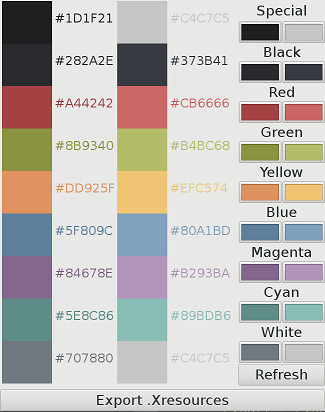 #1D1F21 #C4C7C5 Special
#282A2E #373B41 Black
#A44242 #CB6666 Red
#8B9340 #B4BC68 Green
#DD925F #EFC574 Yellow
#5F809C #80A1BD Blue
#84678E #B293BA Magenta
#5E8C86 #89BDB6 Cyan
#707880 #C4C7C5 White
Refresh
Export .Xresources